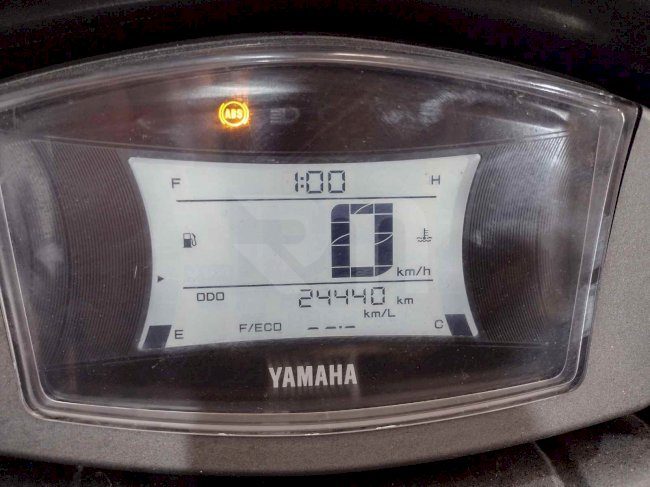 ABS
F 1:00 H
0
km/h
ODO 24440 km
km/L
E F/ECO --.- C
YAMAHA